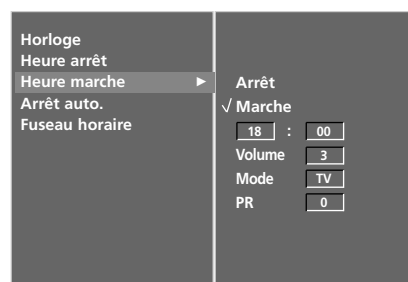 Horloge
Heure arrêt
Heure marche ►
Arrêt auto.
Fuseau horaire
Arrêt
√ Marche
18 : 00
Volume 3
Mode TV
PR 0